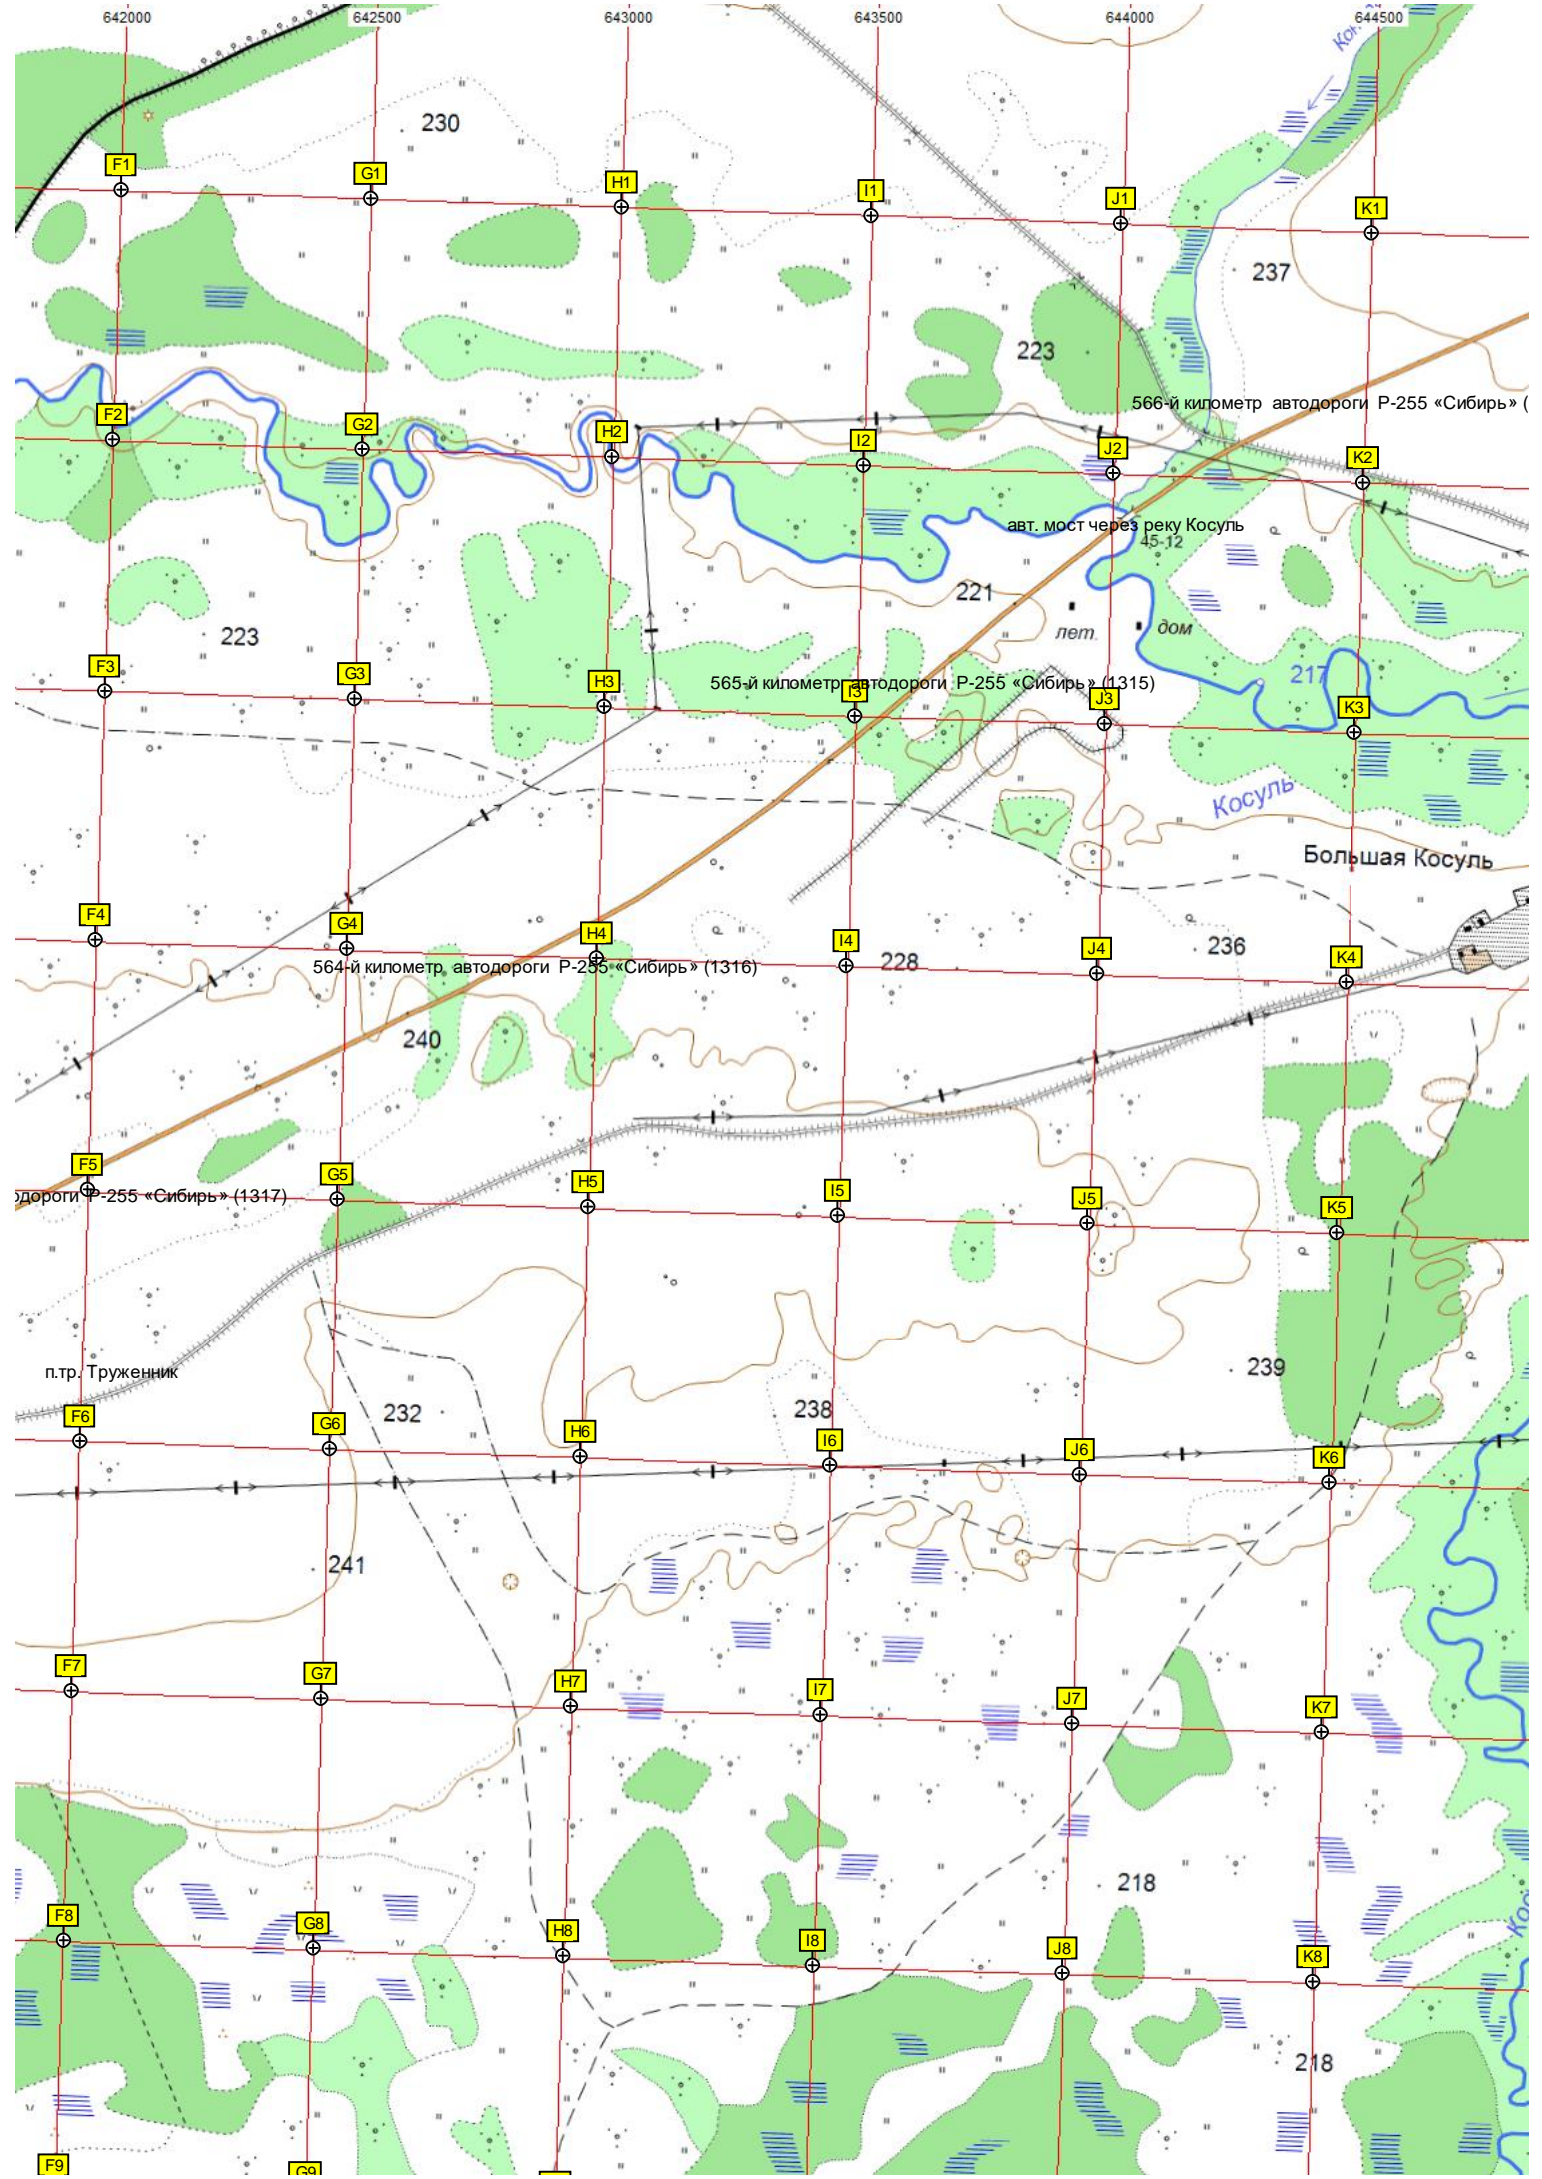 642000 642500 643000 643500 644000 644500
230
F1 G1 H1 I1 J1 K1
237
223
566-й километр автодороги Р-255 «Сибирь» (
F2 G2 H2 I2 J2 K2
авт. мост через реку Косуль
45-12
221
223
лет. дом
217
F3 G3 H3 I3 J3 K3
565-й километр автодороги Р-255 «Сибирь» (1315)
Косуль
Большая Косуль
F4 G4 H4 I4 J4 K4
228 236
564-й километр автодороги Р-255 «Сибирь» (1316)
240
F5 G5 H5 I5 J5 K5
одороги Р-255 «Сибирь» (1317)
п.тр. Труженник
239
232 238
F6 G6 H6 I6 J6 K6
241
F7 G7 H7 I7 J7 K7
218
F8 G8 H8 I8 J8 K8
218
F9 G9